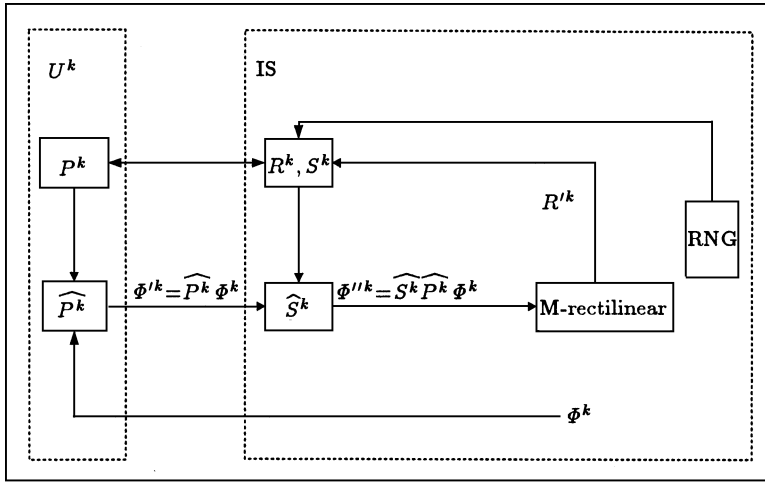 U^k
IS
P^k
R^k, S^k
R'^k
RNG
\widehat{P^k}
Φ'^k=\widehat{P^k} Φ^k
\widehat{S}^k
Φ''^k=\widehat{S^k}\widehat{P^k} Φ^k
M-rectilinear
Φ^k